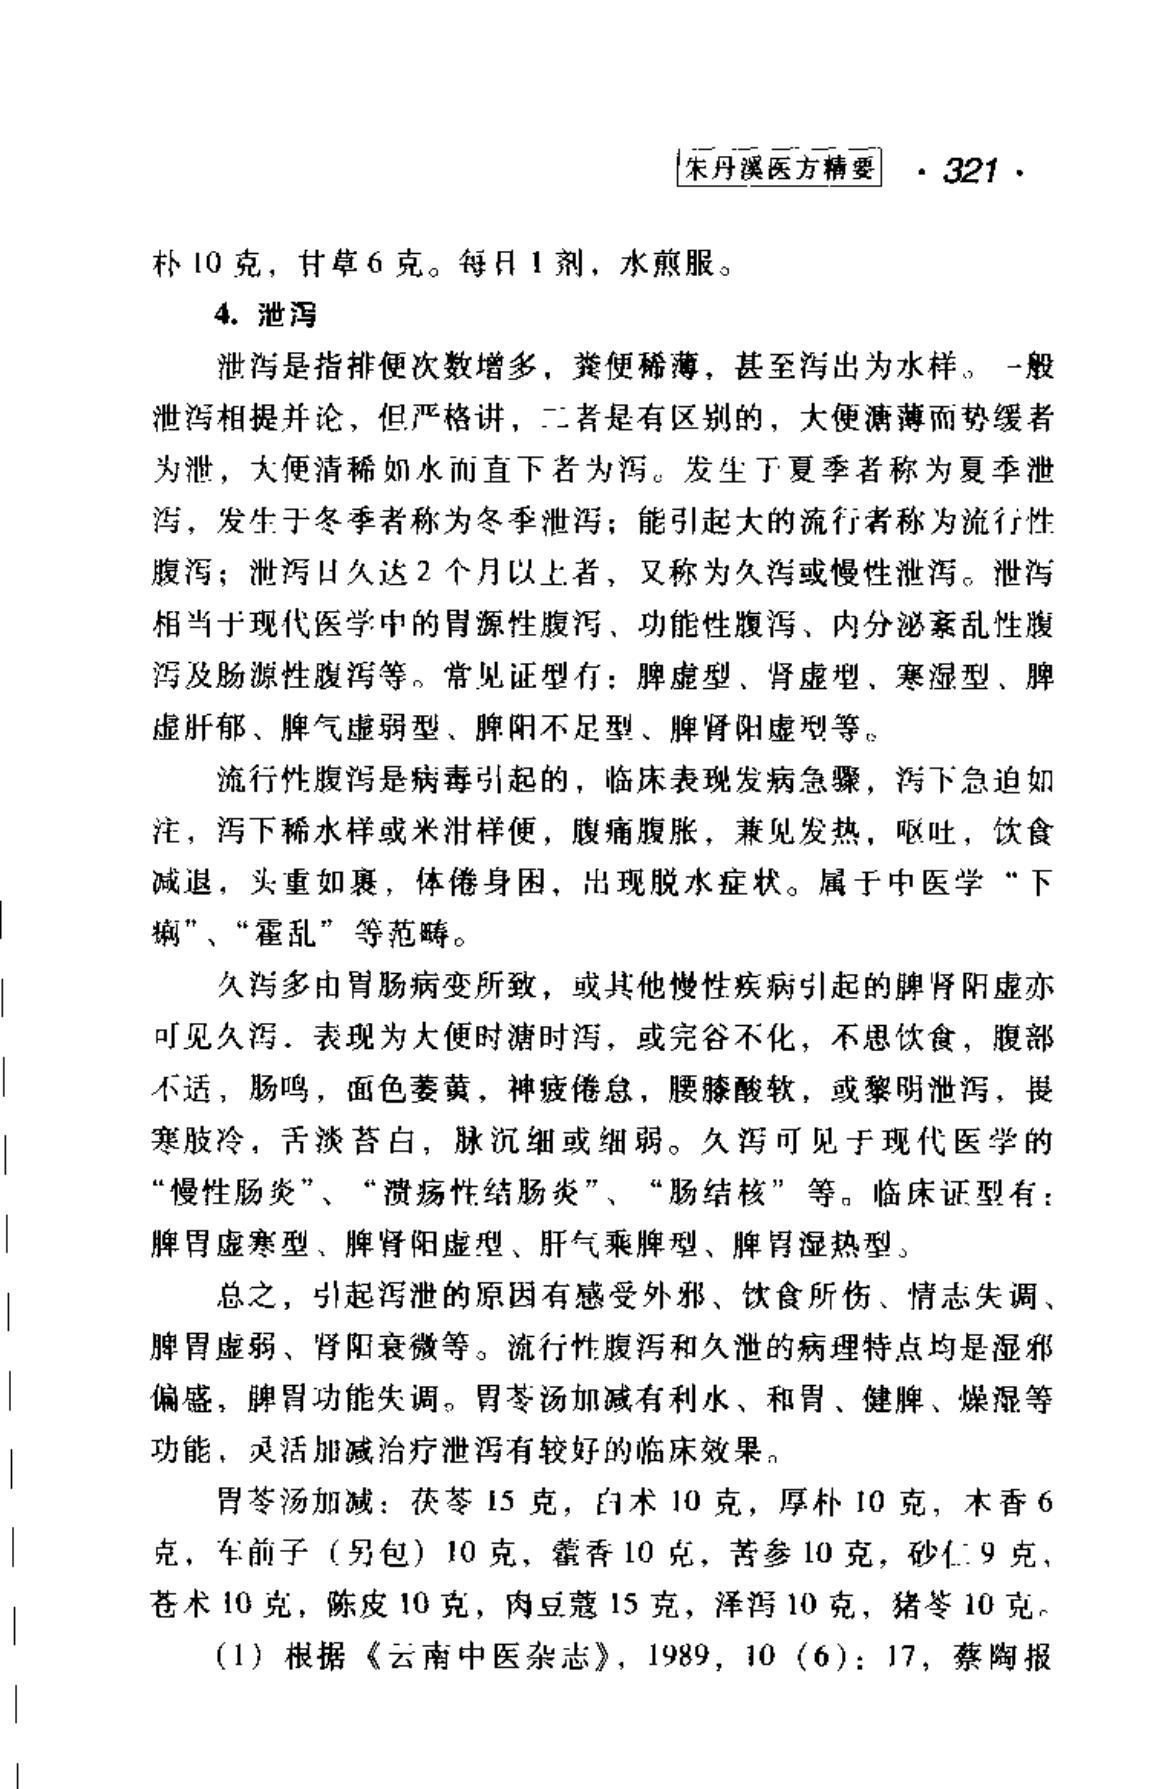 朱丹溪医方精要 · 321 ·
朴 10 克，甘草 6 克。每日 1 剂，水煎服。
4. 泄泻
泄泻是指排便次数增多，粪便稀薄，甚至泻出为水样。一般
泄泻相提并论，但严格讲，二者是有区别的，大便溏薄而势缓者
为泄，大便清稀如水而直下者为泻。发生于夏季者称为夏季泄
泻，发生于冬季者称为冬季泄泻；能引起大的流行者称为流行性
腹泻；泄泻日久达 2 个月以上者，又称为久泻或慢性泄泻。泄泻
相当于现代医学中的胃源性腹泻、功能性腹泻、内分泌紊乱性腹
泻及肠源性腹泻等。常见证型有：脾虚型、肾虚型、寒湿型、脾
虚肝郁、脾气虚弱型、脾阳不足型、脾肾阳虚型等。
流行性腹泻是病毒引起的，临床表现发病急骤，泻下急迫如
注，泻下稀水样或米泔样便，腹痛腹胀，兼见发热，呕吐，饮食
减退，头重如裹，体倦身困，出现脱水症状。属于中医学“下
痢”、“霍乱”等范畴。
久泻多由胃肠病变所致，或其他慢性疾病引起的脾肾阳虚亦
可见久泻．表现为大便时溏时泻，或完谷不化，不思饮食，腹部
不适，肠鸣，面色萎黄，神疲倦怠，腰膝酸软，或黎明泄泻，畏
寒肢冷，舌淡苔白，脉沉细或细弱。久泻可见于现代医学的
“慢性肠炎”、“溃疡性结肠炎”、“肠结核”等。临床证型有：
脾胃虚寒型、脾肾阳虚型、肝气乘脾型、脾胃湿热型。
总之，引起泻泄的原因有感受外邪、饮食所伤、情志失调、
脾胃虚弱、肾阳衰微等。流行性腹泻和久泄的病理特点均是湿邪
偏盛，脾胃功能失调。胃苓汤加减有利水、和胃、健脾、燥湿等
功能，灵活加减治疗泄泻有较好的临床效果。
胃苓汤加减：茯苓 15 克，白术 10 克，厚朴 10 克，木香 6
克，车前子（另包）10 克，藿香 10 克，苦参 10 克，砂仁 9 克，
苍术 10 克，陈皮 10 克，肉豆蔻 15 克，泽泻 10 克，猪苓 10 克。
（1）根据《云南中医杂志》，1989，10（6）：17，蔡陶报